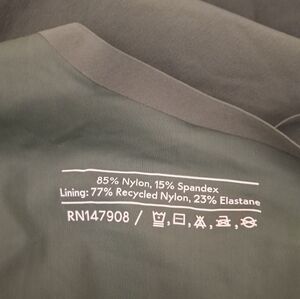 85% Nylon, 15% Spandex
Lining: 77% Recycled Nylon, 23% Elastane
RN147908 /